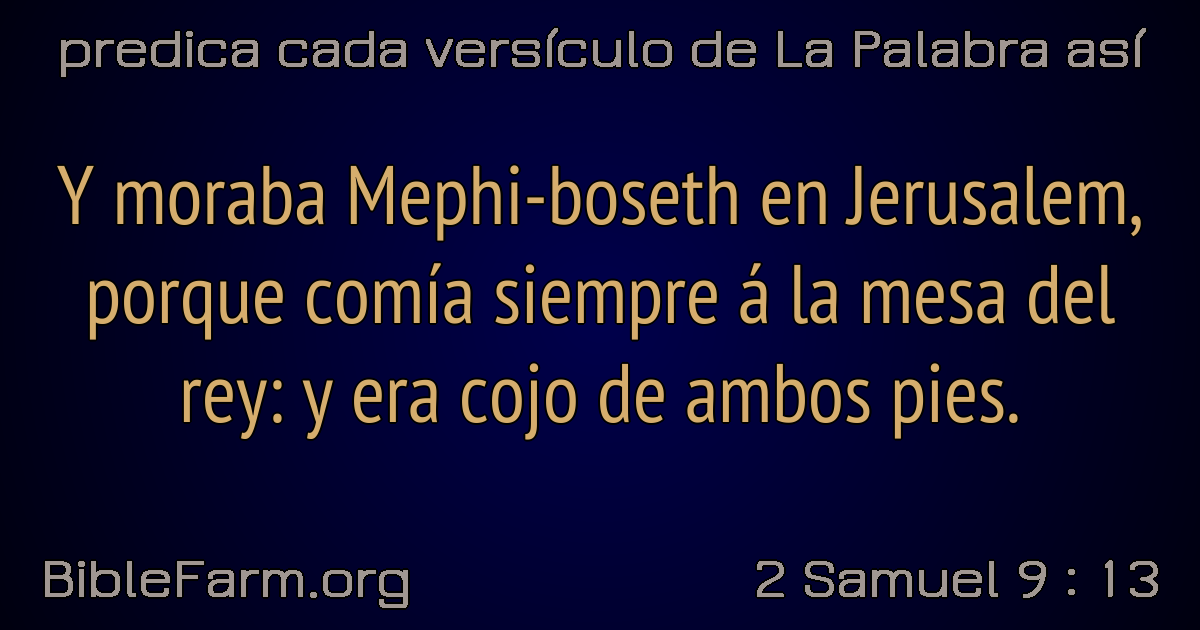 predica cada versículo de La Palabra así
Y moraba Mephi-boseth en Jerusalem,
porque comía siempre á la mesa del
rey: y era cojo de ambos pies.
BibleFarm.org
2 Samuel 9 : 13